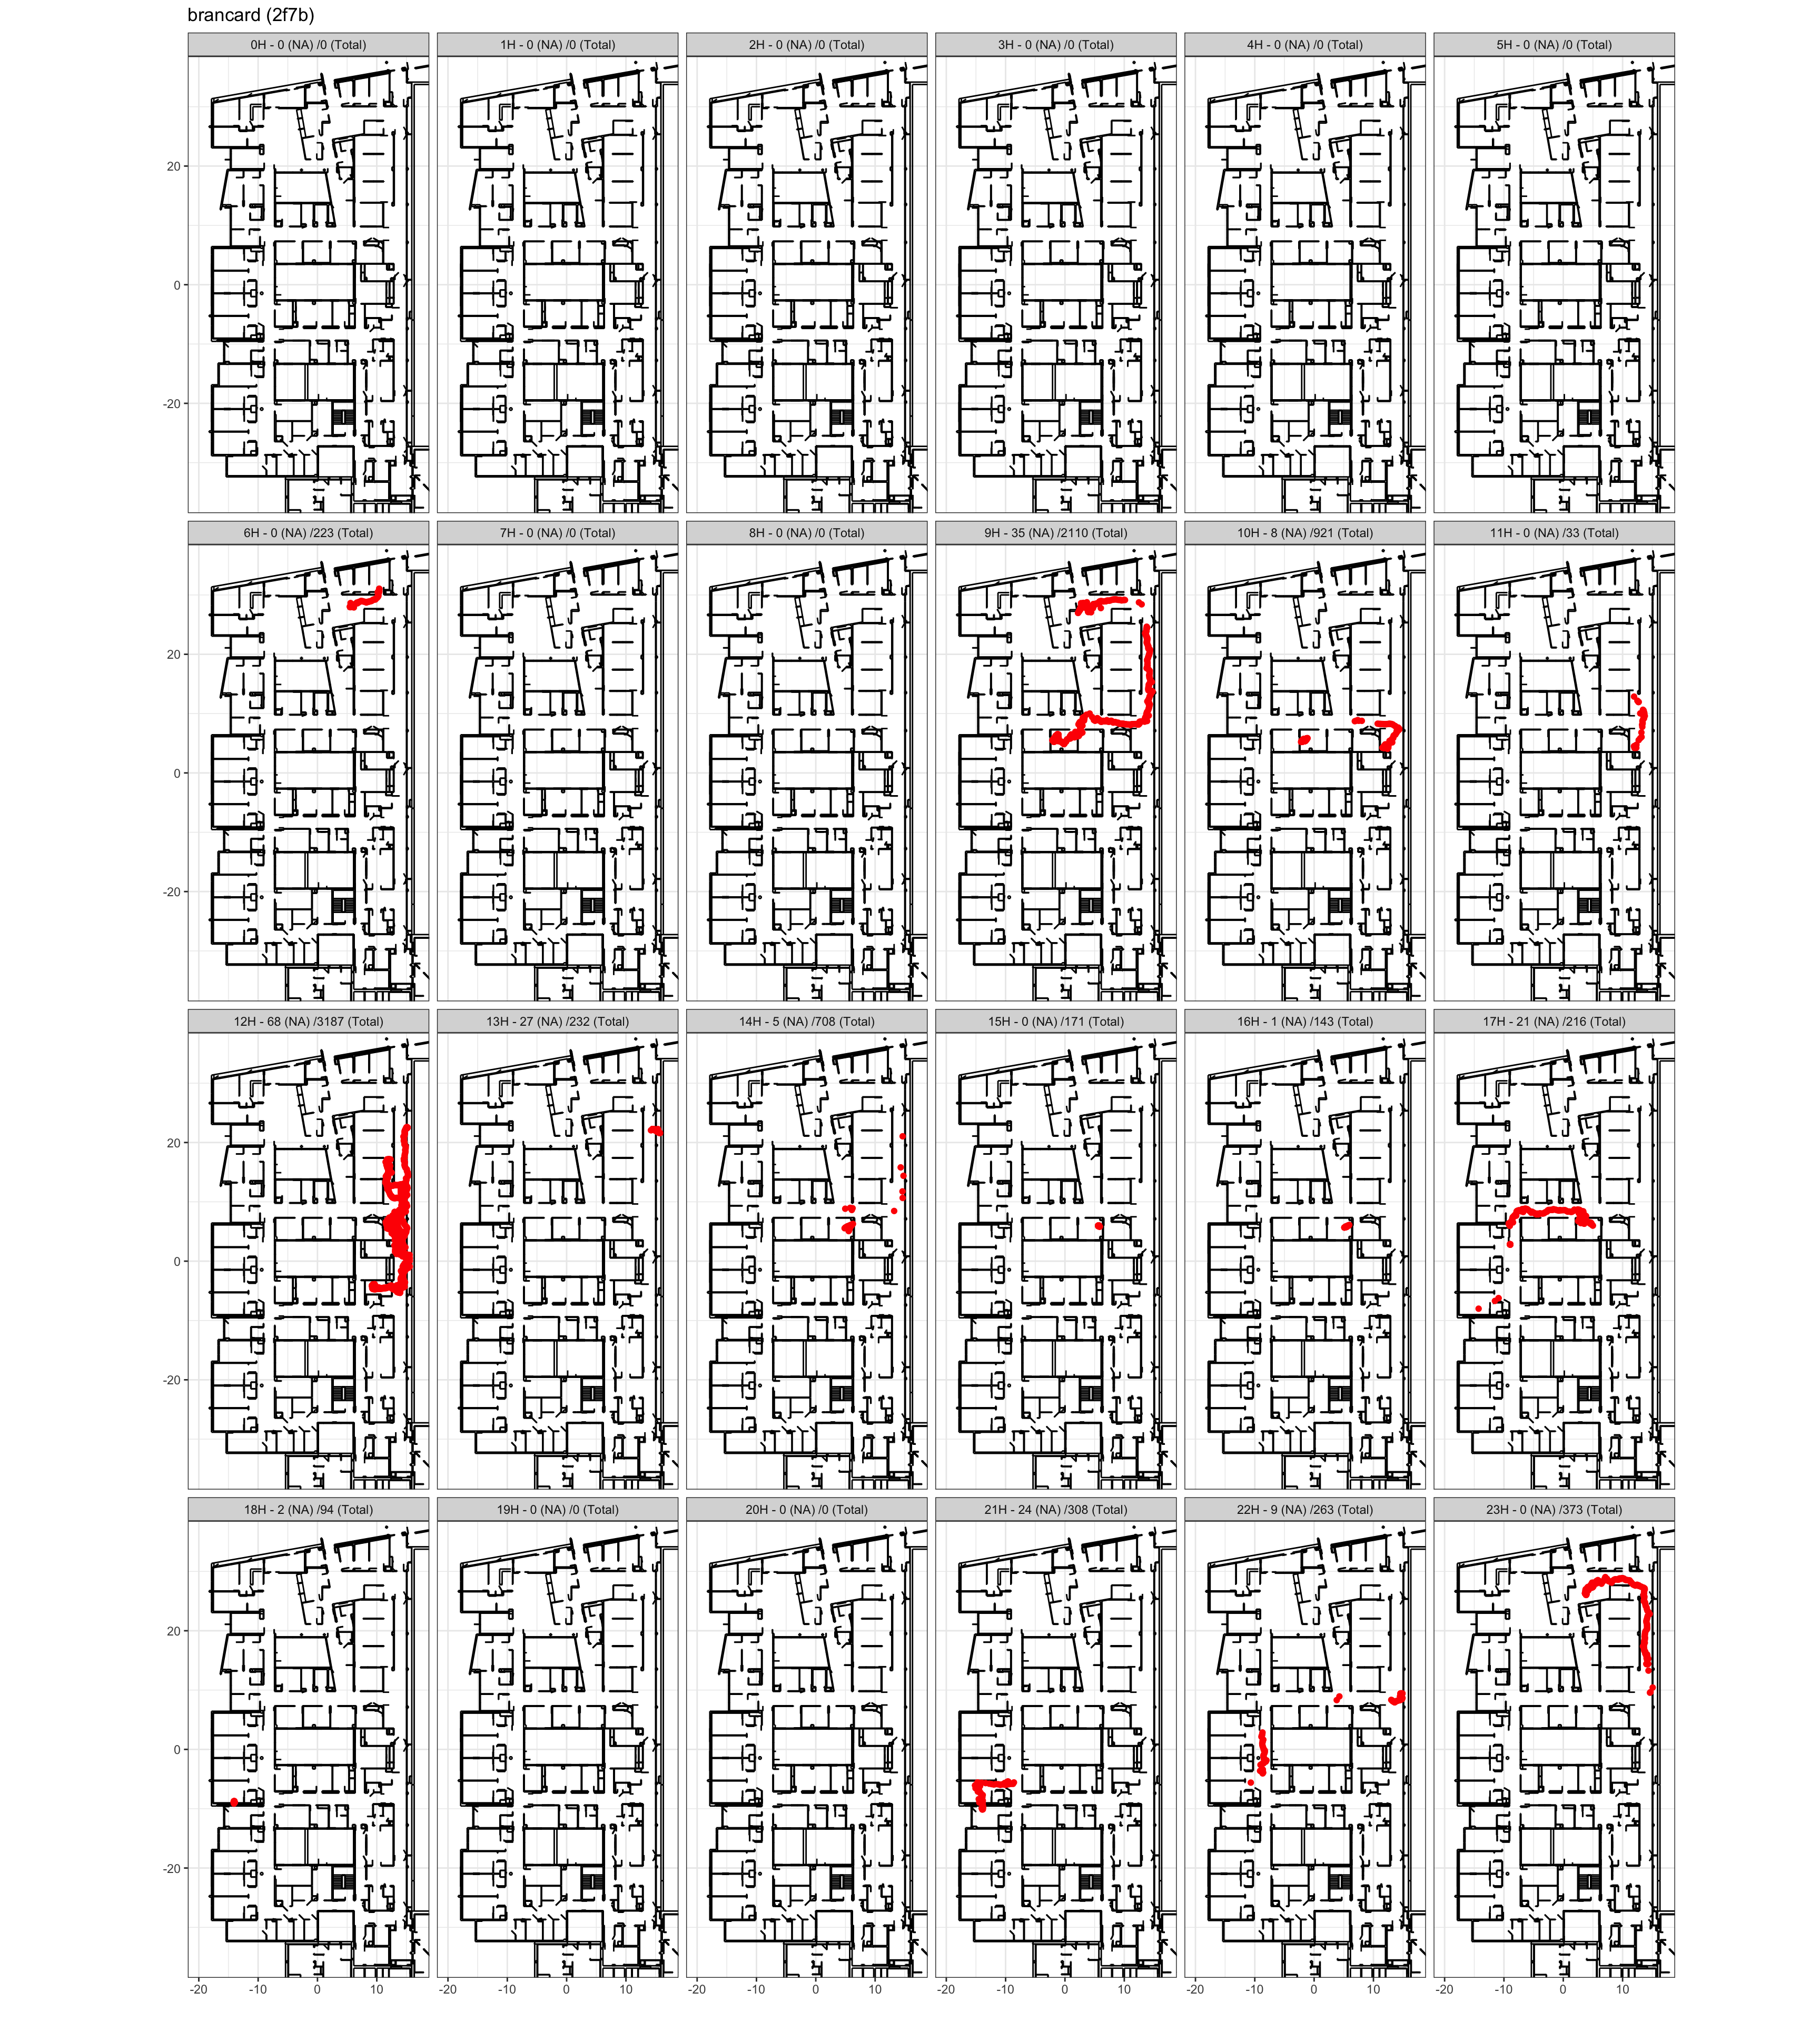 brancard (2f7b)
0H - 0 (NA) /0 (Total) 1H - 0 (NA) /0 (Total) 2H - 0 (NA) /0 (Total) 3H - 0 (NA) /0 (Total) 4H - 0 (NA) /0 (Total) 5H - 0 (NA) /0 (Total)
20
0
-20
6H - 0 (NA) /223 (Total) 7H - 0 (NA) /0 (Total) 8H - 0 (NA) /0 (Total) 9H - 35 (NA) /2110 (Total) 10H - 8 (NA) /921 (Total) 11H - 0 (NA) /33 (Total)
20
0
-20
12H - 68 (NA) /3187 (Total) 13H - 27 (NA) /232 (Total) 14H - 5 (NA) /708 (Total) 15H - 0 (NA) /171 (Total) 16H - 1 (NA) /143 (Total) 17H - 21 (NA) /216 (Total)
20
0
-20
18H - 2 (NA) /94 (Total) 19H - 0 (NA) /0 (Total) 20H - 0 (NA) /0 (Total) 21H - 24 (NA) /308 (Total) 22H - 9 (NA) /263 (Total) 23H - 0 (NA) /373 (Total)
20
0
-20
-20 -10 0 10 -20 -10 0 10 -20 -10 0 10 -20 -10 0 10 -20 -10 0 10 -20 -10 0 10